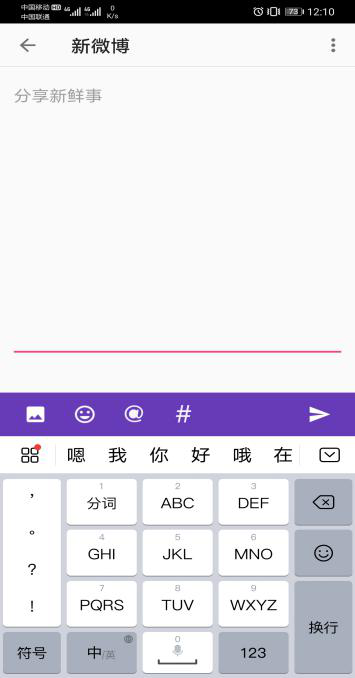 中国移动 HD 4G 4G 0
中国联通 K/s
73 12:10
新微博
分享新鲜事
@ #
嗯 我 你 好 哦 在
， 1 分词 2 ABC 3 DEF
。 4 GHI 5 JKL 6 MNO
？ 7 PQRS 8 TUV 9 WXYZ
！ 换行
符号 中/英 0 123